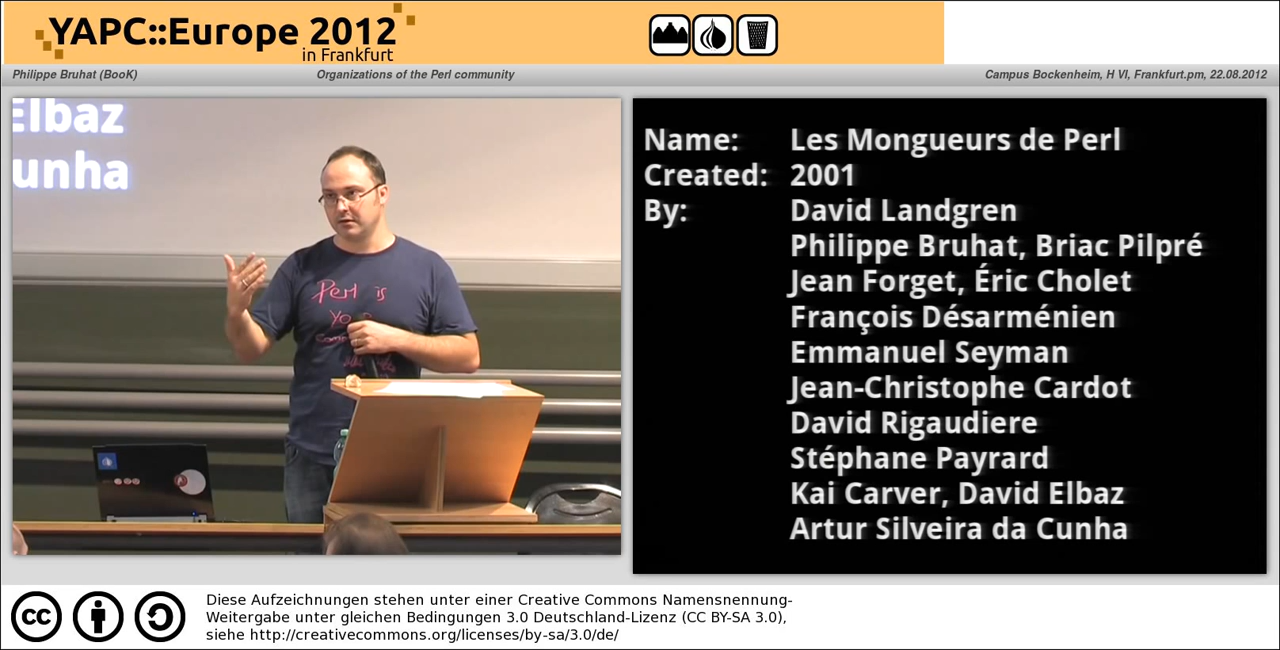 YAPC::Europe 2012
in Frankfurt
Philippe Bruhat (BooK)
Organizations of the Perl community
Campus Bockenheim, H VI, Frankfurt.pm, 22.08.2012
Elbaz
unha
Perl is
Name: Les Mongueurs de Perl
Created: 2001
By: David Landgren
Philippe Bruhat, Briac Pilpré
Jean Forget, Éric Cholet
François Désarménien
Emmanuel Seyman
Jean-Christophe Cardot
David Rigaudiere
Stéphane Payrard
Kai Carver, David Elbaz
Artur Silveira da Cunha
cc
Diese Aufzeichnungen stehen unter einer Creative Commons Namensnennung-
Weitergabe unter gleichen Bedingungen 3.0 Deutschland-Lizenz (CC BY-SA 3.0),
siehe http://creativecommons.org/licenses/by-sa/3.0/de/